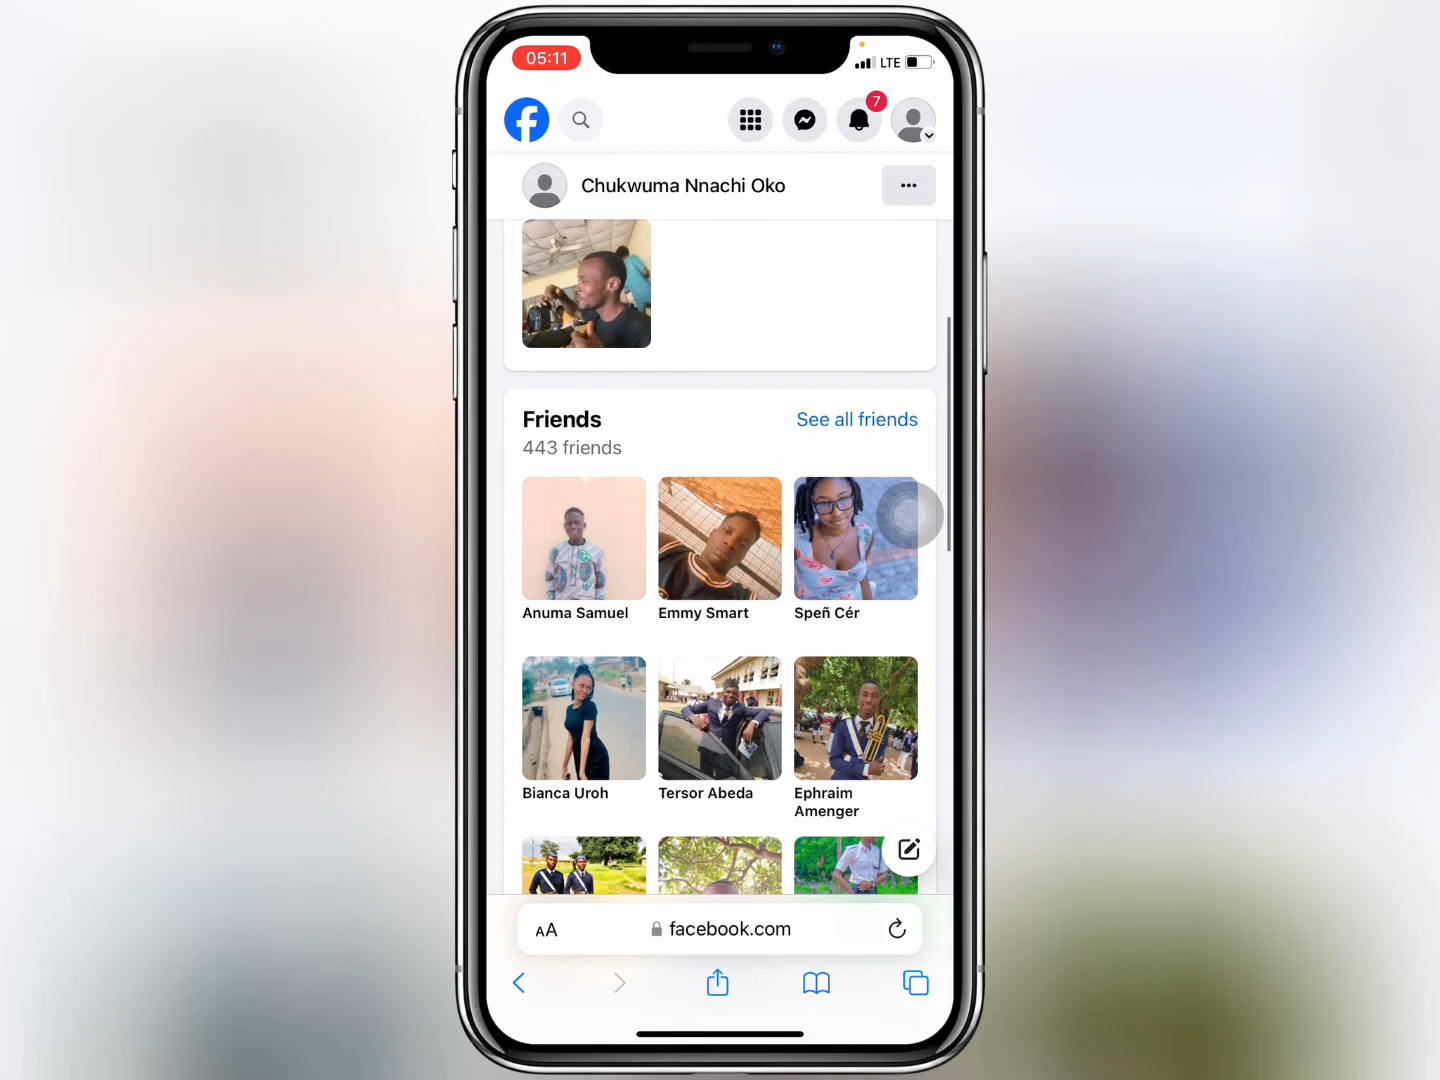 05:11
LTE
7
Chukwuma Nnachi Oko
Friends
See all friends
443 friends
Anuma Samuel
Emmy Smart
Speñ Cér
Bianca Uroh
Tersor Abeda
Ephraim
Amenger
AA
facebook.com